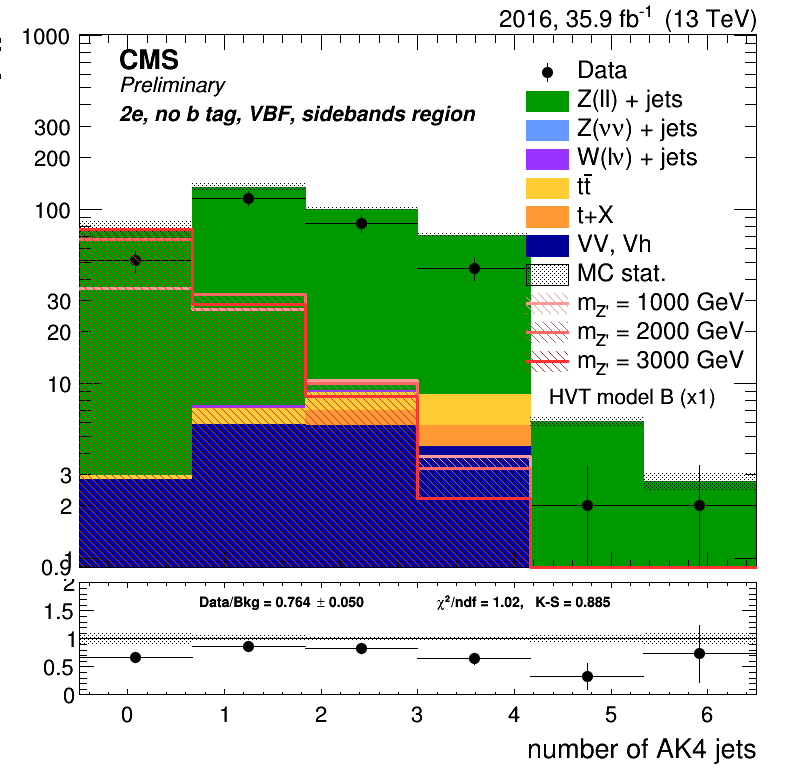 2016, 35.9 fb⁻¹ (13 TeV)
CMS
Preliminary
2e, no b tag, VBF, sidebands region
Data
Z(ll) + jets
Z(νν) + jets
W(lν) + jets
tt̄
t+X
VV, Vh
MC stat.
m_Z' = 1000 GeV
m_Z' = 2000 GeV
m_Z' = 3000 GeV
HVT model B (x1)
1000
300
200
100
30
20
10
3
2
1
0.9
Data/Bkg = 0.764 ± 0.050 χ²/ndf = 1.02, K-S = 0.885
2
1.5
1
0.5
0
0 1 2 3 4 5 6
number of AK4 jets